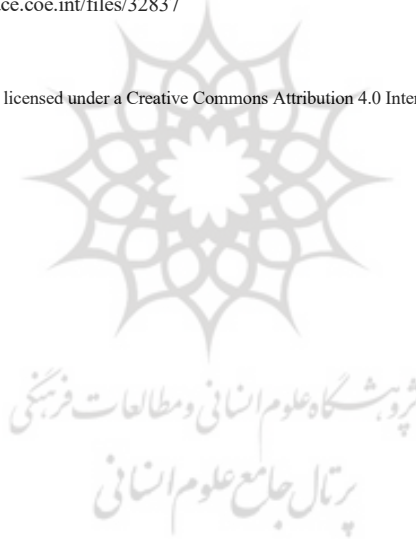 ace.coe.int/files/32837
licensed under a Creative Commons Attribution 4.0 Inter
پژوهشگاه علوم انسانی و مطالعات فرهنگی
پرتال جامع علوم انسانی